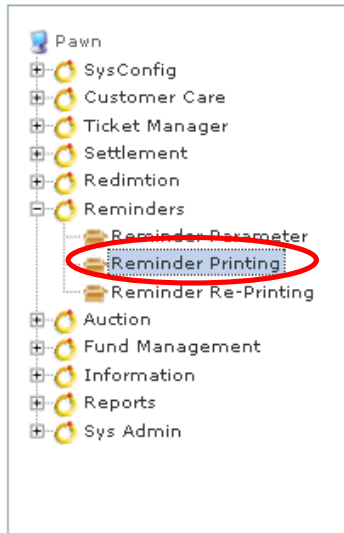 Pawn
SysConfig
Customer Care
Ticket Manager
Settlement
Redimtion
Reminders
Reminder Parameter
Reminder Printing
Reminder Re-Printing
Auction
Fund Management
Information
Reports
Sys Admin